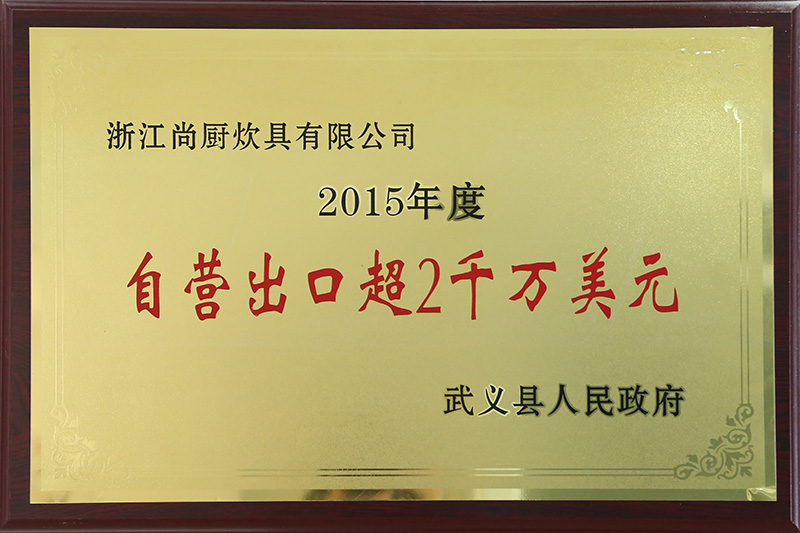 浙江尚厨炊具有限公司
2015年度
自营出口超2千万美元
武义县人民政府